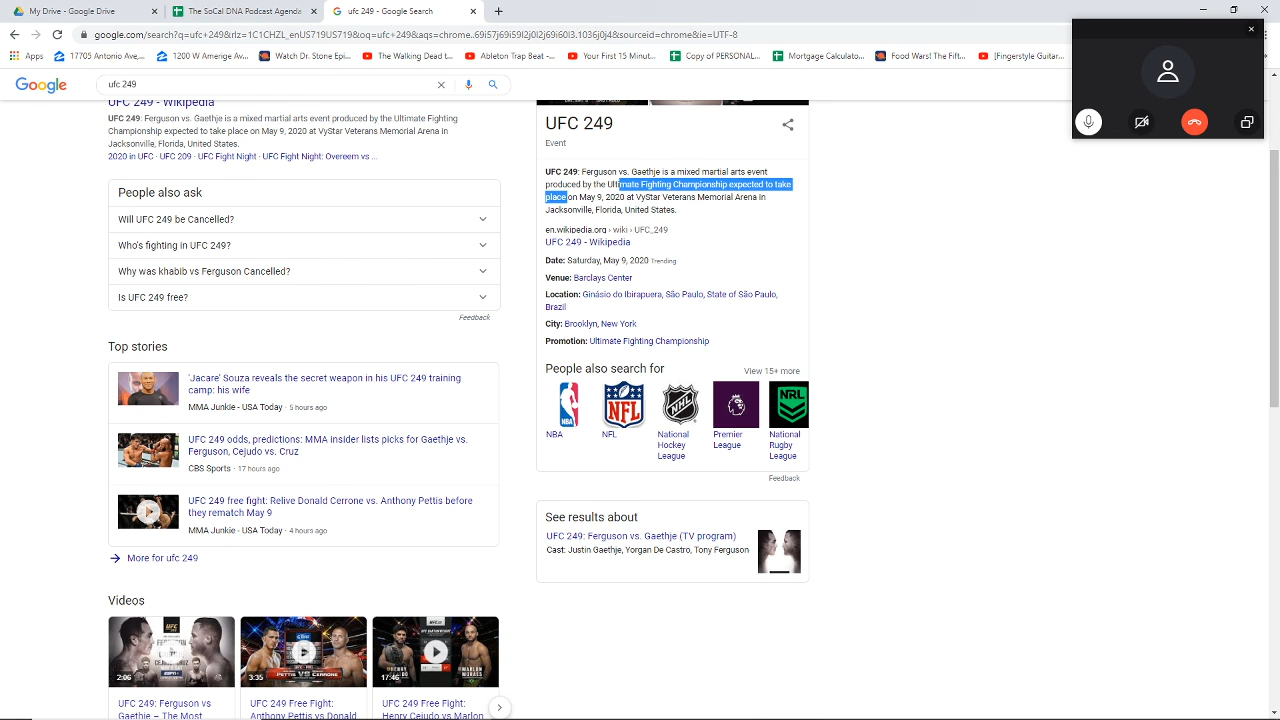 My Drive - Google Drive
The SoCal DNA Podcast Agenda
ufc 249 - Google Search
google.com/search?q=ufc+249&rlz=1C1CHZL_enUS719US719&oq=ufc+249&aqs=chrome..69i57j69i59l2j0l2j69i60l3.1036j0j4&sourceid=chrome&ie=UTF-8
Apps
17705 Antonio Ave,...
1200 W Amerige Av...
Watch Dr. Stone Epi...
The Walking Dead t...
Ableton Trap Beat -...
Your First 15 Minut...
Copy of PERSONAL...
Mortgage Calculato...
Food Wars! The Fift...
[Fingerstyle Guitar...
Google
ufc 249
UFC 249 - Wikipedia
UFC 249: Ferguson vs. Gaethje is a mixed martial arts event produced by the Ultimate Fighting
Championship expected to take place on May 9, 2020 at VyStar Veterans Memorial Arena in
Jacksonville, Florida, United States.
2020 in UFC · UFC 209 · UFC Fight Night · UFC Fight Night: Overeem vs ...
People also ask
Will UFC 249 be Cancelled?
Who's fighting in UFC 249?
Why was khabib vs Ferguson Cancelled?
Is UFC 249 free?
Feedback
Top stories
'Jacare' Souza reveals the secret weapon in his UFC 249 training
camp: his wife
MMA Junkie - USA Today · 5 hours ago
UFC 249 odds, predictions: MMA insider lists picks for Gaethje vs.
Ferguson, Cejudo vs. Cruz
CBS Sports · 17 hours ago
UFC 249 free fight: Relive Donald Cerrone vs. Anthony Pettis before
they rematch May 9
MMA Junkie - USA Today · 4 hours ago
More for ufc 249
Videos
2:06
PETTIS VS CERRONE
3:35
17:46
UFC 249: Ferguson
vs Gaethje – The Most
UFC 249 Free Fight:
Anthony Pettis vs Donald
UFC 249 Free Fight:
Henry Cejudo vs Marlon
UFC 249
Event
UFC 249: Ferguson vs. Gaethje is a mixed martial arts event
produced by the Ultimate Fighting Championship expected to take
place on May 9, 2020 at VyStar Veterans Memorial Arena in
Jacksonville, Florida, United States.
en.wikipedia.org › wiki › UFC_249
UFC 249 - Wikipedia
Date: Saturday, May 9, 2020 Trending
Venue: Barclays Center
Location: Ginásio do Ibirapuera, São Paulo, State of São Paulo,
Brazil
City: Brooklyn, New York
Promotion: Ultimate Fighting Championship
People also search for
View 15+ more
NBA
NFL
NHL
NRL
NBA
NFL
National
Hockey
League
Premier
League
National
Rugby
League
Feedback
See results about
UFC 249: Ferguson vs. Gaethje (TV program)
Cast: Justin Gaethje, Yorgan De Castro, Tony Ferguson